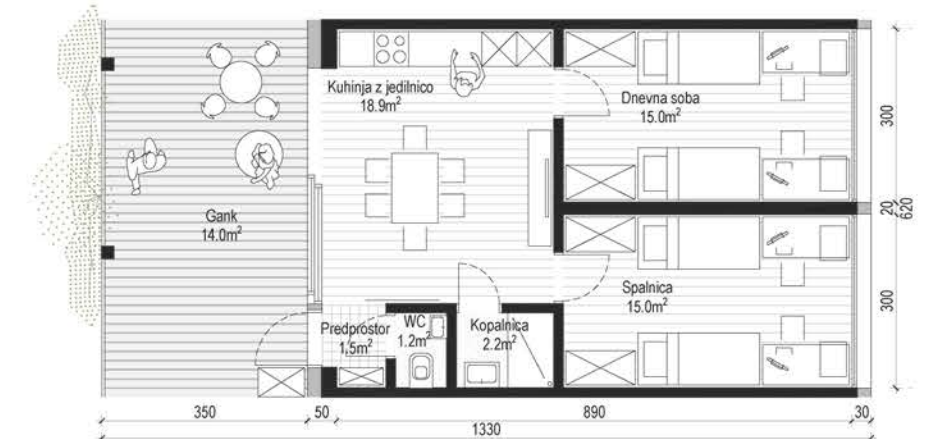 Kuhinja z jedilnico
18.9m²
Dnevna soba
15.0m²
300
Gank
14.0m²
20
620
Spalnica
15.0m²
300
Predprostor
1.5m²
WC
1.2m²
Kopalnica
2.2m²
350
50
890
30
1330